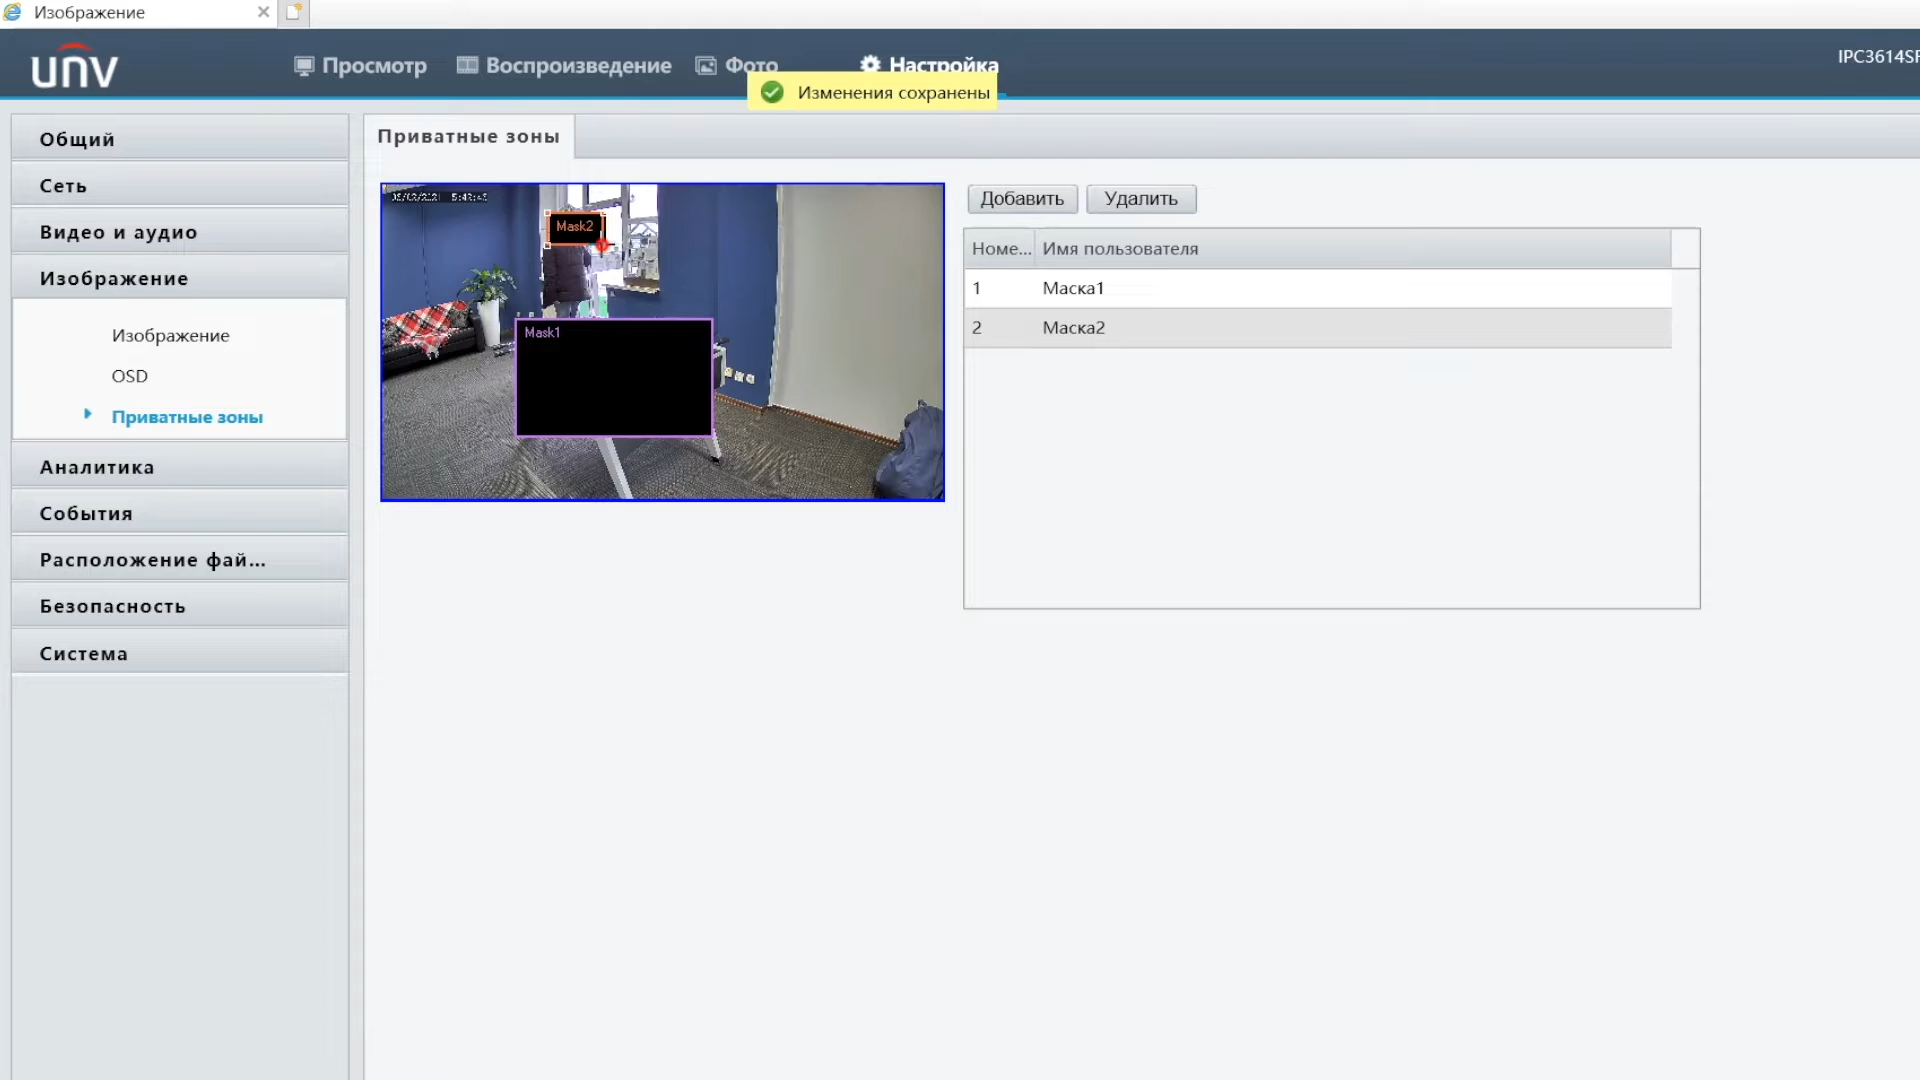 Изображение
unv
Просмотр
Воспроизведение
Фото
Настройка
IPC3614S
Изменения сохранены
Общий
Сеть
Видео и аудио
Изображение
Изображение
OSD
Приватные зоны
Аналитика
События
Расположение фай...
Безопасность
Система
Приватные зоны
Mask2
Mask1
Добавить Удалить
Номе... Имя пользователя
1 Маска1
2 Маска2